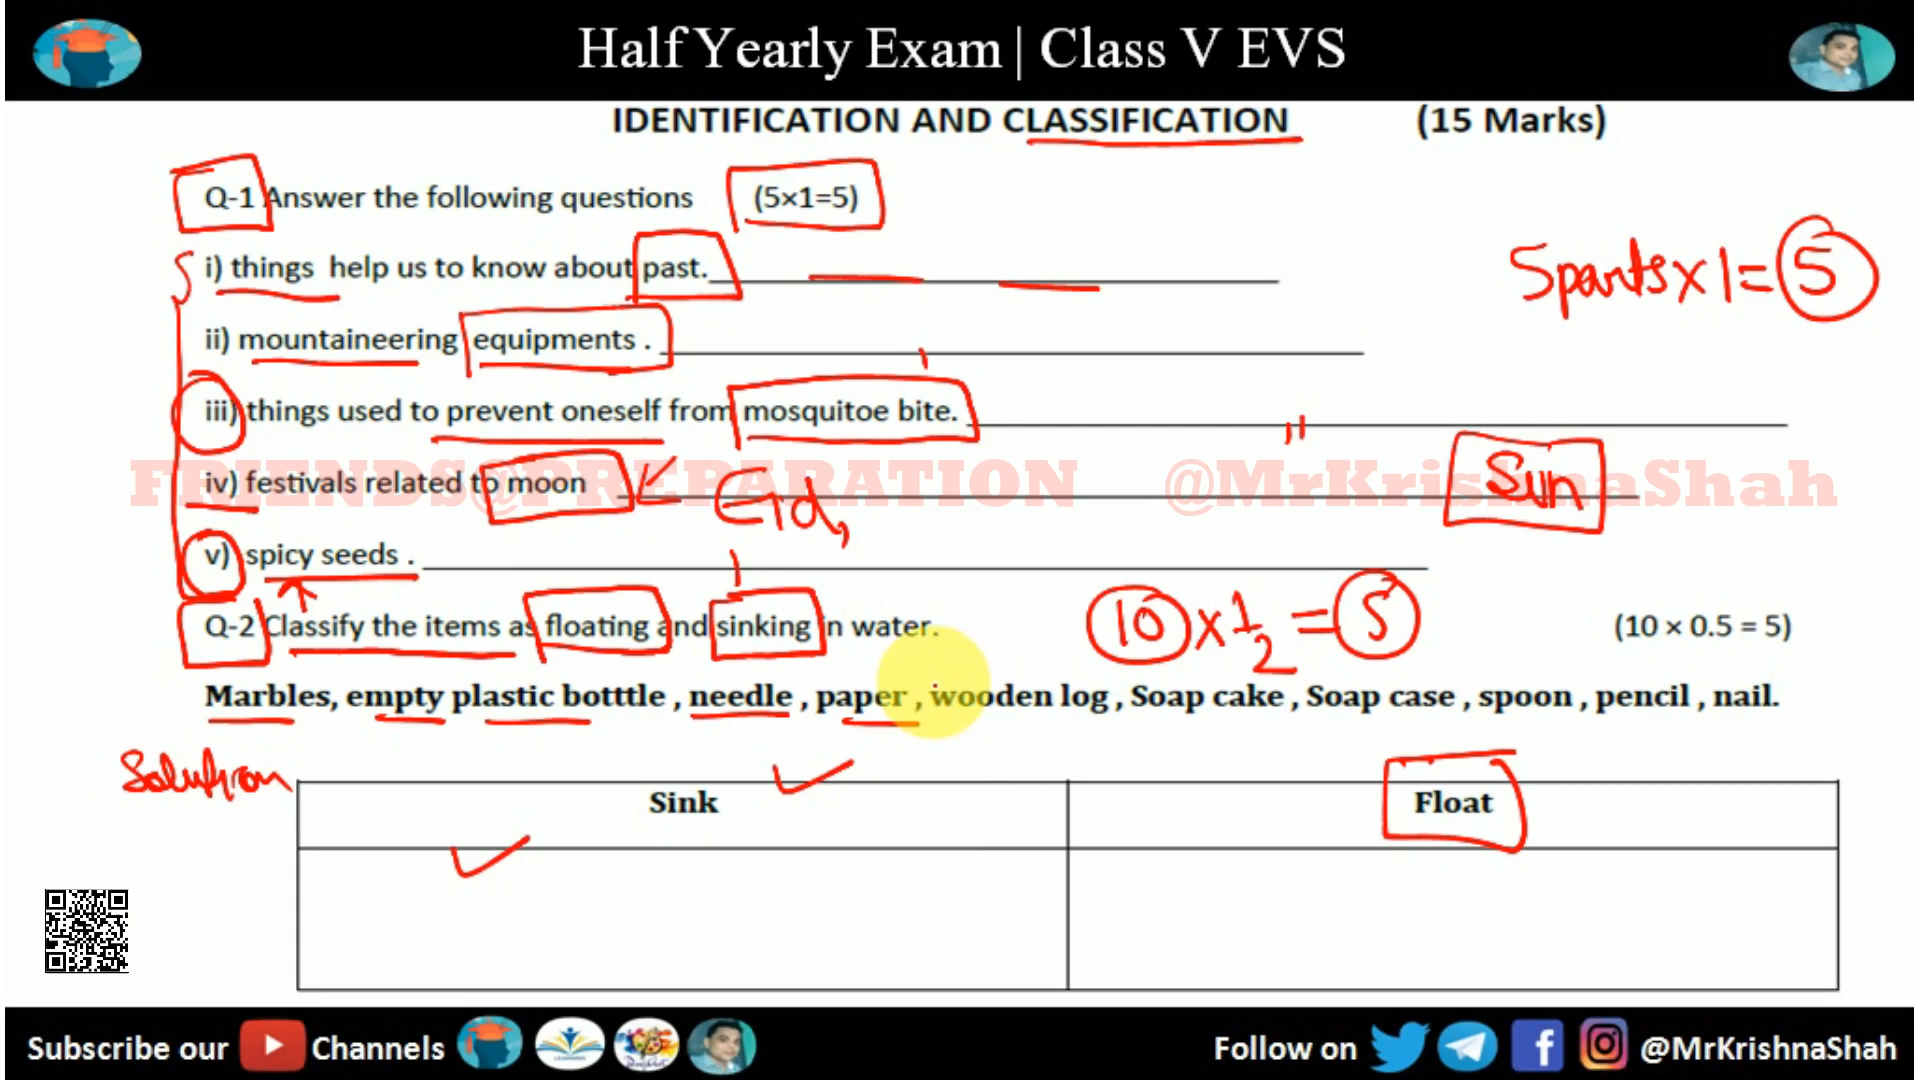 Half Yearly Exam | Class V EVS
IDENTIFICATION AND CLASSIFICATION (15 Marks)
Q-1 Answer the following questions (5×1=5)
i) things help us to know about past.
5parts×1=5
ii) mountaineering equipments .
iii) things used to prevent oneself from mosquitoe bite.
FRIENDS@PREPARATION @MrKrishnaShah
iv) festivals related to moon Eid, Sun
v) spicy seeds .
Q-2 Classify the items as floating and sinking in water. 10×1/2=5 (10 × 0.5 = 5)
Marbles, empty plastic botttle , needle , paper , wooden log , Soap cake , Soap case , spoon , pencil , nail.
Solution
Sink Float
Subscribe our Channels Follow on @MrKrishnaShah